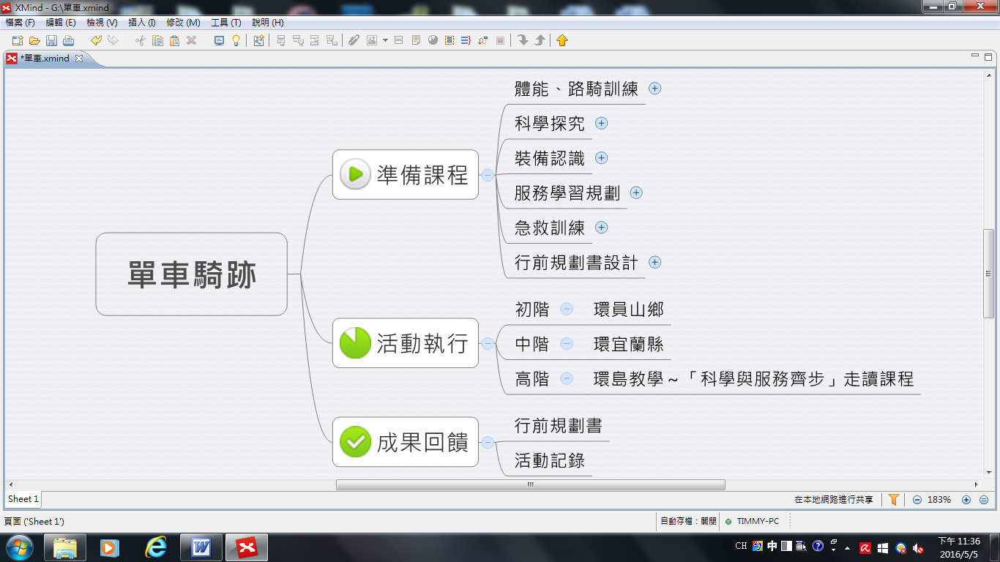 XMind - G:\單車.xmind
檔案 (F) 編輯 (E) 檢視 (V) 插入 (I) 修改 (M) 工具 (T) 說明 (H)
*單車.xmind
單車騎跡
準備課程
體能、路騎訓練
科學探究
裝備認識
服務學習規劃
急救訓練
行前規劃書設計
活動執行
初階 環員山鄉
中階 環宜蘭縣
高階 環島教學~「科學與服務齊步」走讀課程
成果回饋
行前規劃書
活動記錄
Sheet 1
在本地網路進行共享 183%
頁面 ('Sheet 1')
自動存檔：關閉 TIMMY-PC
CH 中
下午 11:36
2016/5/5